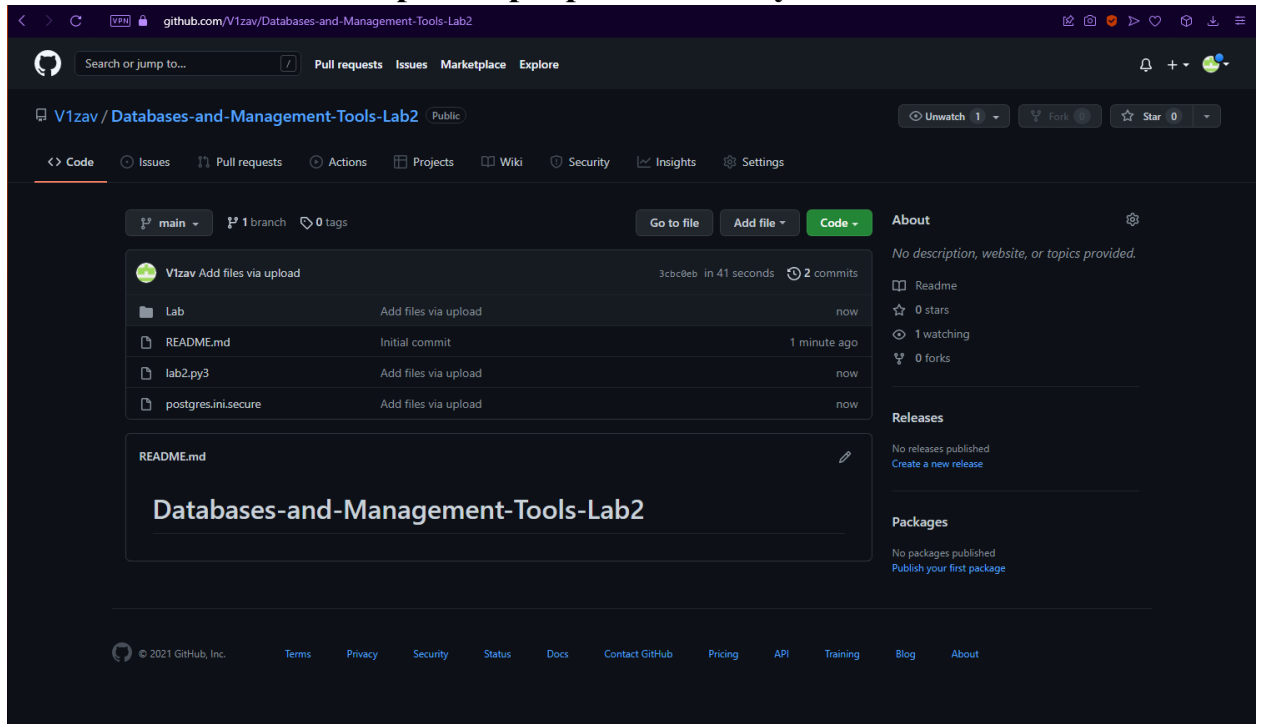 VPN github.com/V1zav/Databases-and-Management-Tools-Lab2
Search or jump to... / Pull requests Issues Marketplace Explore
V1zav / Databases-and-Management-Tools-Lab2 Public
Unwatch 1 Fork 0 Star 0
Code Issues Pull requests Actions Projects Wiki Security Insights Settings
main 1 branch 0 tags Go to file Add file Code
V1zav Add files via upload 3cbc0eb in 41 seconds 2 commits
Lab Add files via upload now
README.md Initial commit 1 minute ago
lab2.py3 Add files via upload now
postgres.ini.secure Add files via upload now
README.md
Databases-and-Management-Tools-Lab2
About
No description, website, or topics provided.
Readme
0 stars
1 watching
0 forks
Releases
No releases published
Create a new release
Packages
No packages published
Publish your first package
© 2021 GitHub, Inc. Terms Privacy Security Status Docs Contact GitHub Pricing API Training Blog About